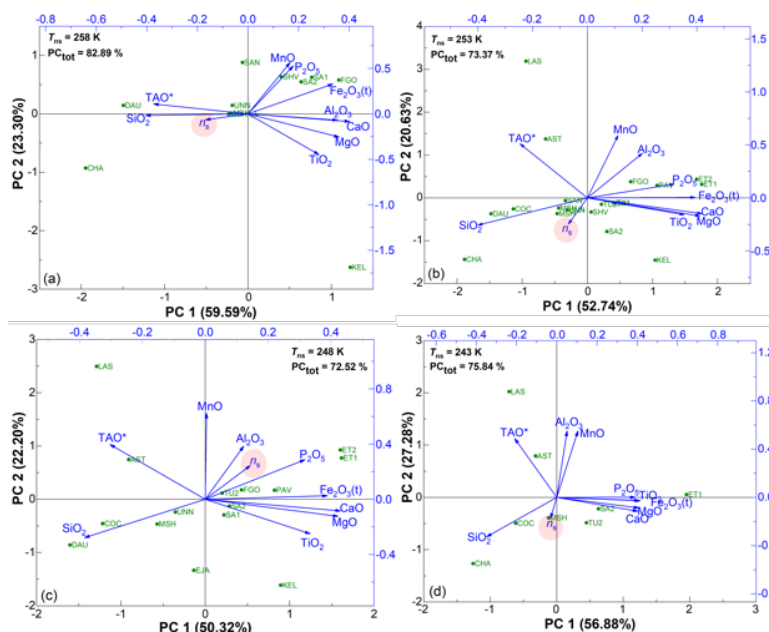 -0.6 -0.4 -0.2 0.0 0.2 0.4
T_ns = 258 K
PC_tot = 82.89 %
SAN
MnO
P₂O₅
SHV
SA1
SA2
FGO
Fe₂O₃(t)
DAU
TAO*
UNN
SiO₂
n_s
Al₂O₃
CaO
MgO
TiO₂
CHA
KEL
PC 2 (23.30%)
1
0
-1
-2
-3
0.5
0.0
-0.5
-1.0
-1.5
(a)
-2 -1 0 1
PC 1 (59.59%)
-0.6 -0.4 -0.2 0.0 0.2 0.4 0.6
T_ns = 253 K
PC_tot = 73.37 %
LAS
AST
TAO*
MnO
Al₂O₃
FGO
P₂O₅
ET2
ET1
Fe₂O₃(t)
SAN
COC
DAU
MSH
SHV
CaO
MgO
TiO₂
SiO₂
n_s
SA2
CHA
KEL
PC 2 (20.63%)
4
3
2
1
0
-1
-2
1.5
1.0
0.5
0.0
-0.5
(b)
-2 -1 0 1 2 3
PC 1 (52.74%)
-0.4 -0.2 0.0 0.2 0.4
T_ns = 248 K
PC_tot = 72.52 %
LAS
MnO
TAO*
AST
Al₂O₃
n_s
P₂O₅
ET2
ET1
TU2
FGO
PAV
Fe₂O₃(t)
SA2
SA1
CaO
MgO
TiO₂
UNN
MSH
COC
SiO₂
DAU
EJA
KEL
PC 2 (22.20%)
3
2
1
0
-1
-2
0.8
0.4
0.0
-0.4
(c)
-2 -1 0 1 2
PC 1 (50.32%)
-0.6 -0.4 -0.2 0.0 0.2 0.4 0.6 0.8
T_ns = 243 K
PC_tot = 75.84 %
LAS
TAO*
Al₂O₃
MnO
AST
P₂O₅
TiO₂
ET1
Fe₂O₃(t)
SA2
MgO
CaO
MSH
COC
TU2
n_s
SiO₂
CHA
PC 2 (27.28%)
3
2
1
0
-1
-2
1.2
0.8
0.4
0.0
(d)
-2 -1 0 1 2 3
PC 1 (56.88%)